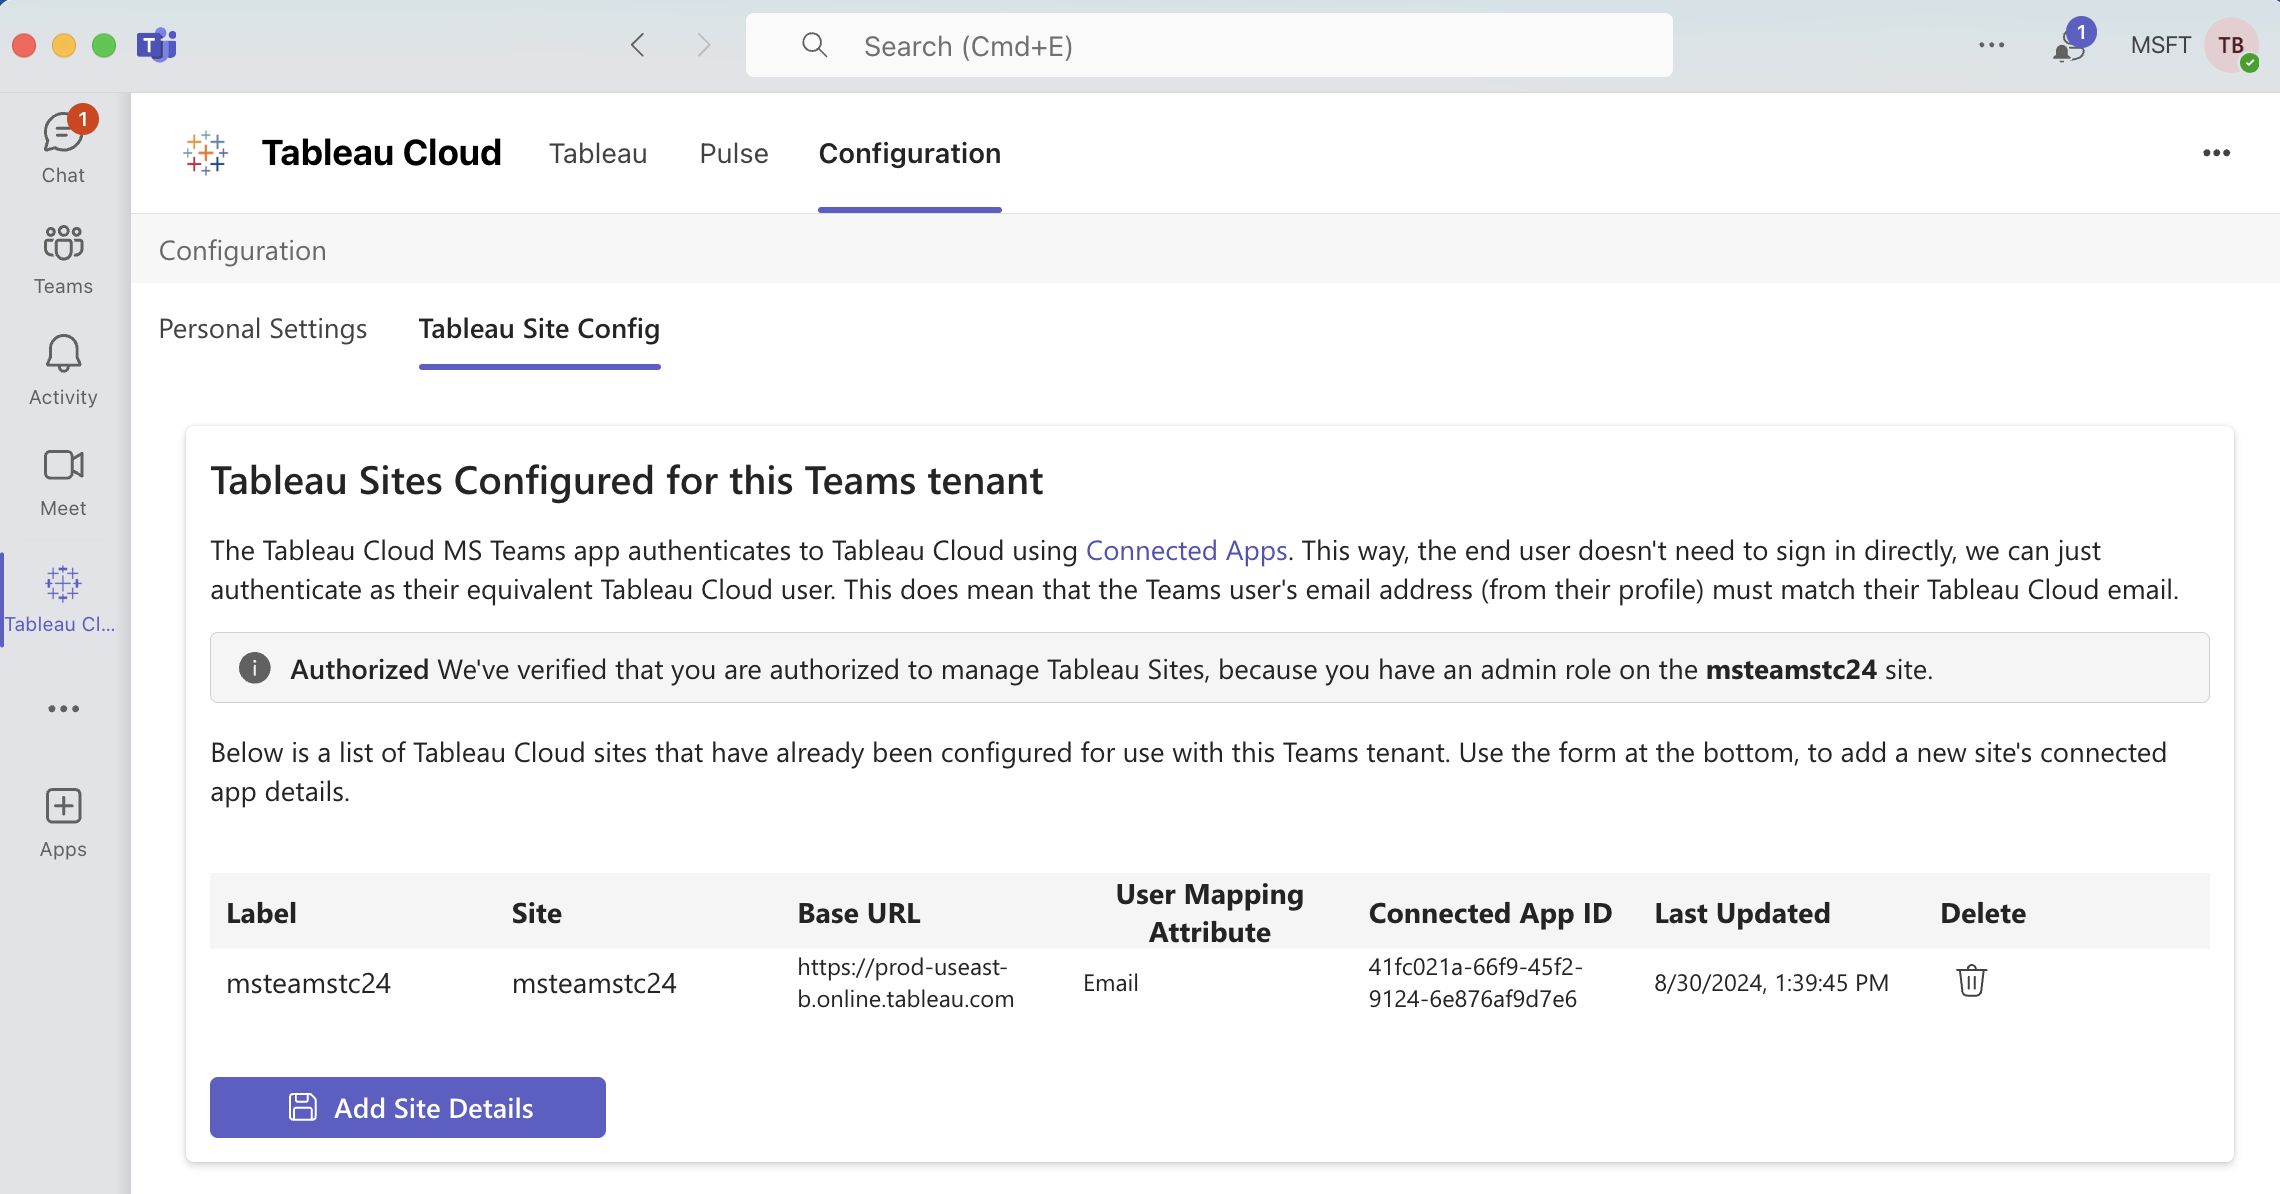 T
Search (Cmd+E)
1
MSFT
TB
1
Chat
Teams
Activity
Meet
Tableau Cl...
Apps
Tableau Cloud
Tableau
Pulse
Configuration
Configuration
Personal Settings
Tableau Site Config
Tableau Sites Configured for this Teams tenant
The Tableau Cloud MS Teams app authenticates to Tableau Cloud using Connected Apps. This way, the end user doesn't need to sign in directly, we can just
authenticate as their equivalent Tableau Cloud user. This does mean that the Teams user's email address (from their profile) must match their Tableau Cloud email.
Authorized We've verified that you are authorized to manage Tableau Sites, because you have an admin role on the msteamstc24 site.
Below is a list of Tableau Cloud sites that have already been configured for use with this Teams tenant. Use the form at the bottom, to add a new site's connected
app details.
Label
Site
Base URL
User Mapping
Attribute
Connected App ID
Last Updated
Delete
msteamstc24
msteamstc24
https://prod-useast-
b.online.tableau.com
Email
41fc021a-66f9-45f2-
9124-6e876af9d7e6
8/30/2024, 1:39:45 PM
Add Site Details